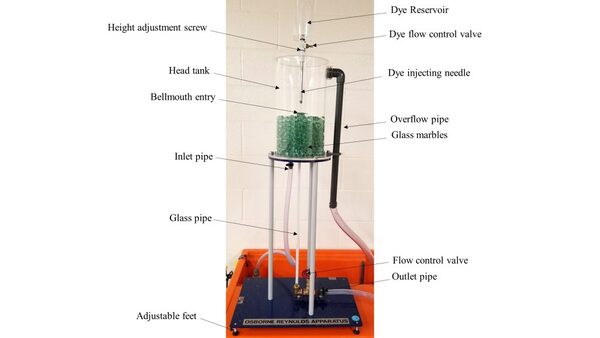 Dye Reservoir
Height adjustment screw
Dye flow control valve
Head tank
Dye injecting needle
Bellmouth entry
Overflow pipe
Glass marbles
Inlet pipe
Glass pipe
Flow control valve
Outlet pipe
Adjustable feet
OSBORNE REYNOLDS APPARATUS